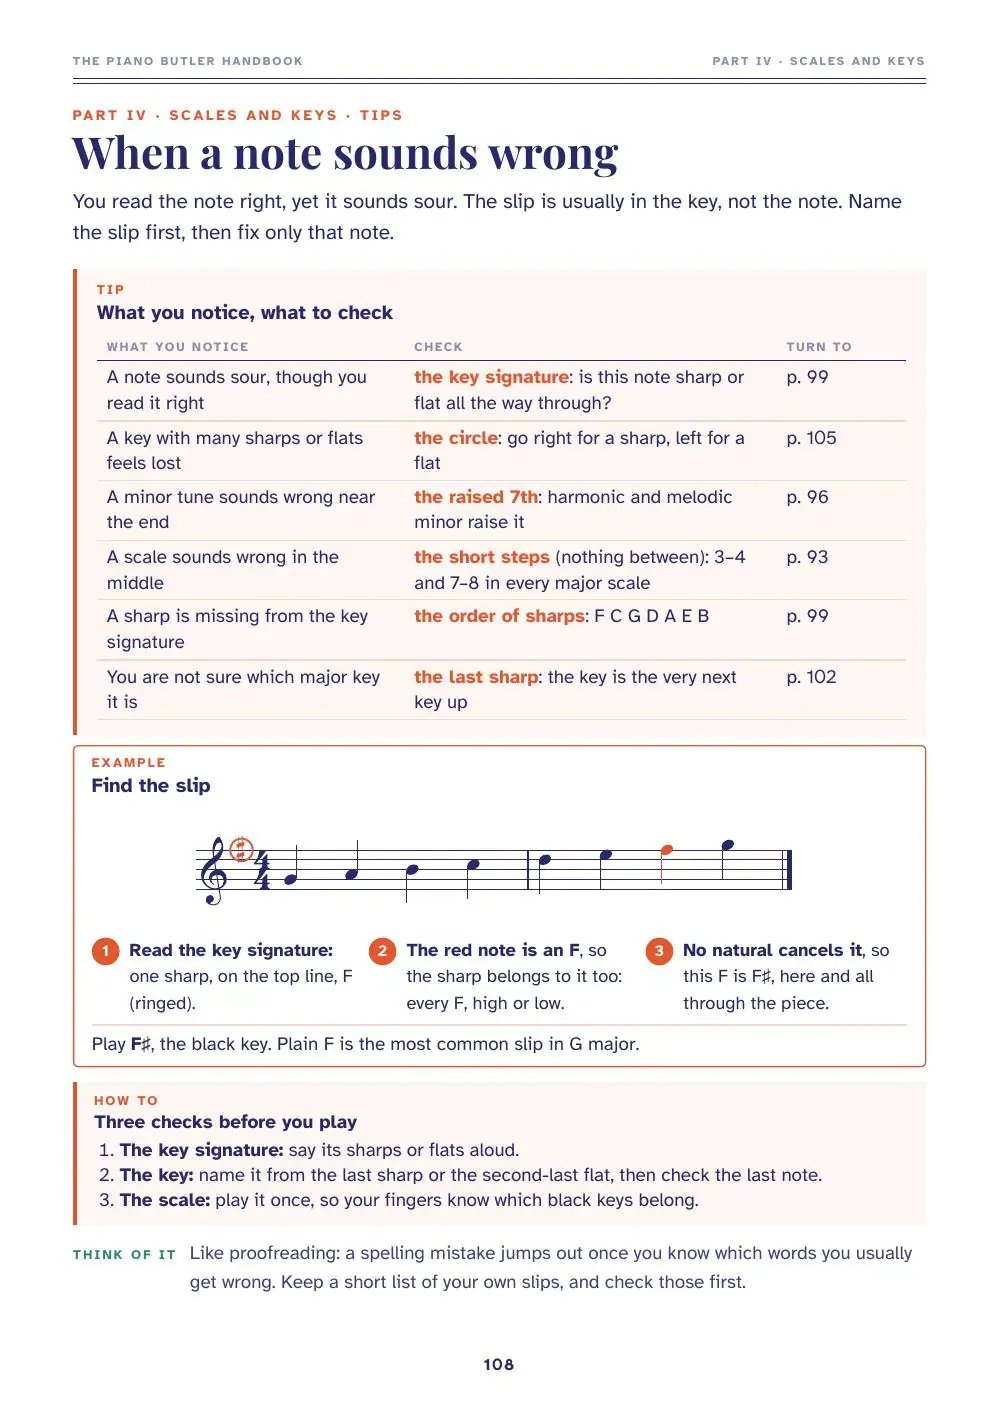 THE PIANO BUTLER HANDBOOK
PART IV · SCALES AND KEYS
PART IV · SCALES AND KEYS · TIPS
When a note sounds wrong
You read the note right, yet it sounds sour. The slip is usually in the key, not the note. Name
the slip first, then fix only that note.
TIP
What you notice, what to check
WHAT YOU NOTICE CHECK TURN TO
A note sounds sour, though you the key signature: is this note sharp or p. 99
read it right flat all the way through?
A key with many sharps or flats the circle: go right for a sharp, left for a p. 105
feels lost flat
A minor tune sounds wrong near the raised 7th: harmonic and melodic p. 96
the end minor raise it
A scale sounds wrong in the the short steps (nothing between): 3–4 p. 93
middle and 7–8 in every major scale
A sharp is missing from the key the order of sharps: F C G D A E B p. 99
signature
You are not sure which major key the last sharp: the key is the very next p. 102
it is key up
EXAMPLE
Find the slip
4
4
1 Read the key signature:
one sharp, on the top line, F
(ringed).
2 The red note is an F, so
the sharp belongs to it too:
every F, high or low.
3 No natural cancels it, so
this F is F♯, here and all
through the piece.
Play F♯, the black key. Plain F is the most common slip in G major.
HOW TO
Three checks before you play
1. The key signature: say its sharps or flats aloud.
2. The key: name it from the last sharp or the second-last flat, then check the last note.
3. The scale: play it once, so your fingers know which black keys belong.
THINK OF IT Like proofreading: a spelling mistake jumps out once you know which words you usually
get wrong. Keep a short list of your own slips, and check those first.
108